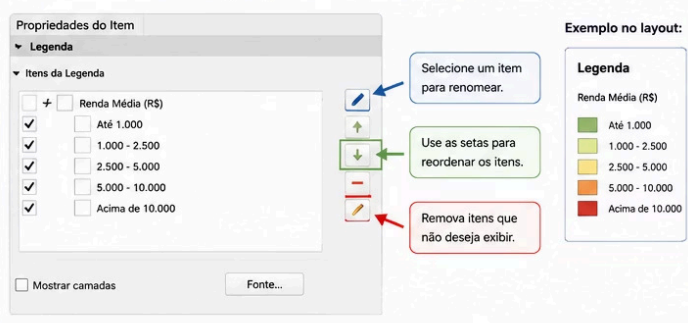 Propriedades do Item
Legenda
Itens da Legenda
Renda Média (R$)
Até 1.000
1.000 - 2.500
2.500 - 5.000
5.000 - 10.000
Acima de 10.000
Mostrar camadas
Fonte...
Selecione um item
para renomear.
Use as setas para
reordenar os itens.
Remova itens que
não deseja exibir.
Exemplo no layout:
Legenda
Renda Média (R$)
Até 1.000
1.000 - 2.500
2.500 - 5.000
5.000 - 10.000
Acima de 10.000